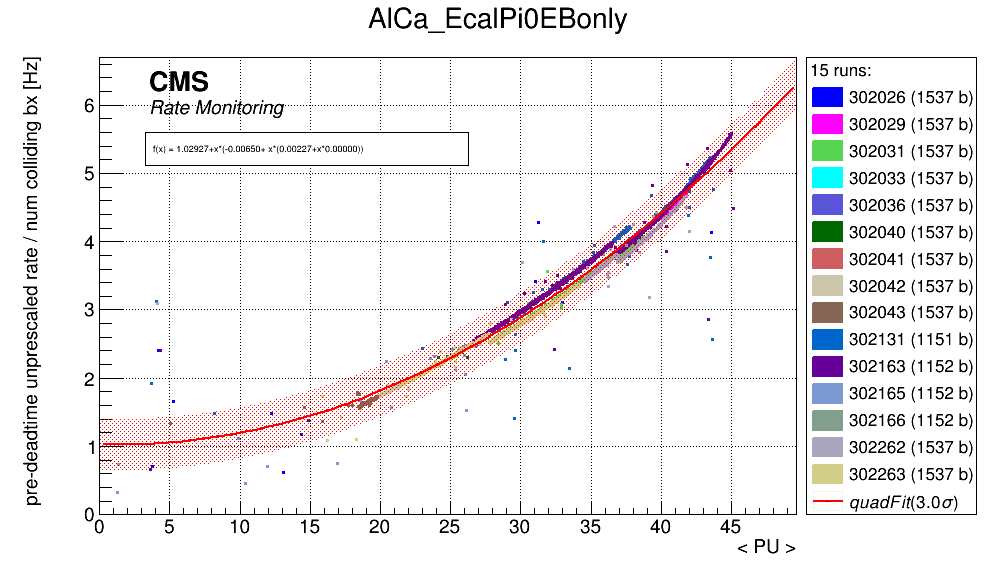 AlCa_EcalPi0EBonly
pre-deadtime unprescaled rate / num colliding bx [Hz]
CMS
Rate Monitoring
f(x) = 1.02927+x*(-0.00650+ x*(0.00227+x*0.00000))
6
5
4
3
2
1
0
0 5 10 15 20 25 30 35 40 45
< PU >
15 runs:
302026 (1537 b)
302029 (1537 b)
302031 (1537 b)
302033 (1537 b)
302036 (1537 b)
302040 (1537 b)
302041 (1537 b)
302042 (1537 b)
302043 (1537 b)
302131 (1151 b)
302163 (1152 b)
302165 (1152 b)
302166 (1152 b)
302262 (1537 b)
302263 (1537 b)
quadFit(3.0σ)